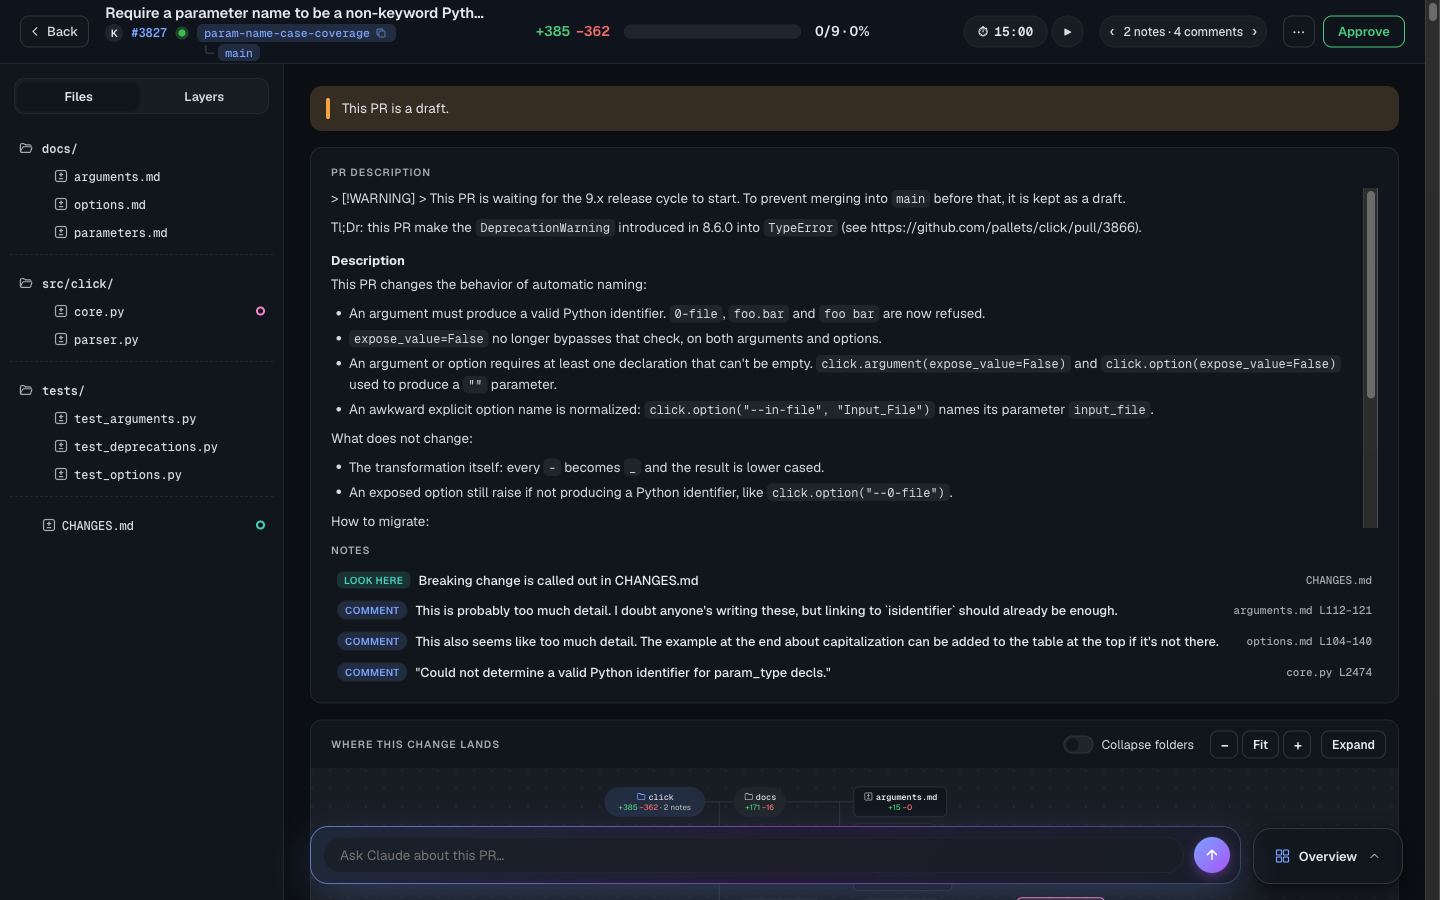 Back
Require a parameter name to be a non-keyword Pyth...
K #3827 param-name-case-coverage
main
+385 −362 0/9 · 0%
15:00
2 notes · 4 comments
Approve
Files Layers
docs/
arguments.md
options.md
parameters.md
src/click/
core.py
parser.py
tests/
test_arguments.py
test_deprecations.py
test_options.py
CHANGES.md
This PR is a draft.
PR DESCRIPTION
> [!WARNING] > This PR is waiting for the 9.x release cycle to start. To prevent merging into main before that, it is kept as a draft.
Tl;Dr: this PR make the DeprecationWarning introduced in 8.6.0 into TypeError (see https://github.com/pallets/click/pull/3866).
Description
This PR changes the behavior of automatic naming:
• An argument must produce a valid Python identifier. 0-file , foo.bar and foo bar are now refused.
• expose_value=False no longer bypasses that check, on both arguments and options.
• An argument or option requires at least one declaration that can't be empty. click.argument(expose_value=False) and click.option(expose_value=False)
used to produce a "" parameter.
• An awkward explicit option name is normalized: click.option("--in-file", "Input_File") names its parameter input_file .
What does not change:
• The transformation itself: every - becomes _ and the result is lower cased.
• An exposed option still raise if not producing a Python identifier, like click.option("--0-file") .
How to migrate:
NOTES
LOOK HERE Breaking change is called out in CHANGES.md CHANGES.md
COMMENT This is probably too much detail. I doubt anyone's writing these, but linking to `isidentifier` should already be enough. arguments.md L112-121
COMMENT This also seems like too much detail. The example at the end about capitalization can be added to the table at the top if it's not there. options.md L104-140
COMMENT "Could not determine a valid Python identifier for param_type decls." core.py L2474
WHERE THIS CHANGE LANDS
Collapse folders − Fit + Expand
click
+385 −362 · 2 notes
docs
+171 −16
arguments.md
+15 −0
Ask Claude about this PR...
Overview